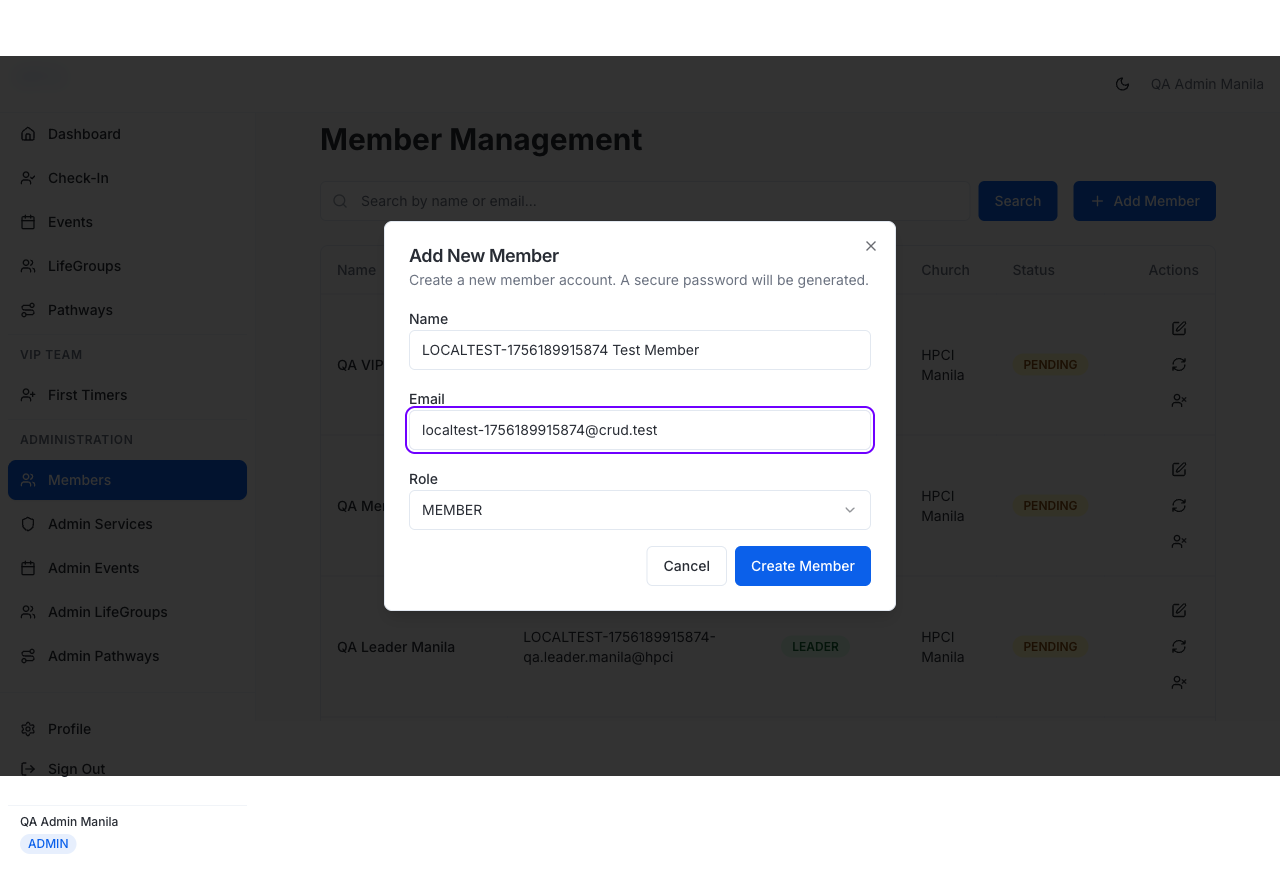 QA Admin Manila
Dashboard
Check-In
Events
LifeGroups
Pathways
VIP TEAM
First Timers
ADMINISTRATION
Members
Admin Services
Admin Events
Admin LifeGroups
Admin Pathways
Profile
Sign Out
QA Admin Manila
ADMIN
Member Management
Search by name or email...
Search
Add Member
Name
Church
Status
Actions
QA VIP
HPCI
Manila
PENDING
QA Mem
HPCI
Manila
PENDING
QA Leader Manila
LOCALTEST-1756189915874-
qa.leader.manila@hpci
LEADER
HPCI
Manila
PENDING
Add New Member
Create a new member account. A secure password will be generated.
Name
LOCALTEST-1756189915874 Test Member
Email
localtest-1756189915874@crud.test
Role
MEMBER
Cancel
Create Member